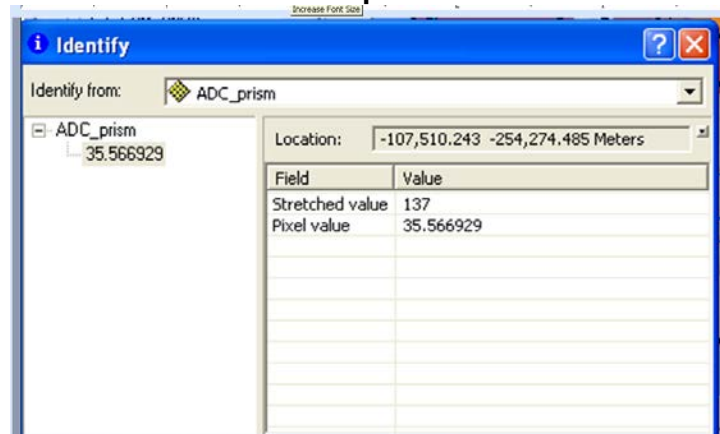 Increase Font Size
Identify
Identify from: ADC_prism
ADC_prism
35.566929
Location: -107,510.243 -254,274.485 Meters
Field Value
Stretched value 137
Pixel value 35.566929